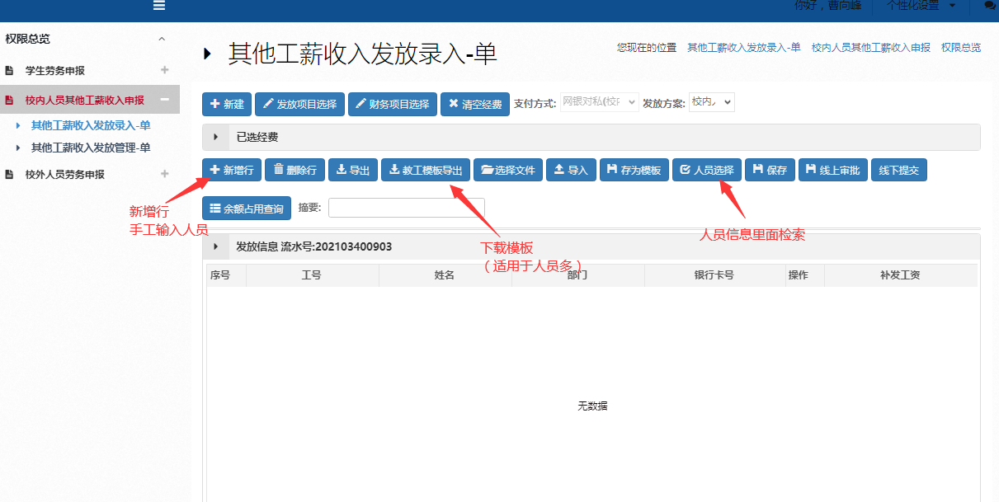 你好，曹向峰 个性化设置
权限总览
学生劳务申报
校内人员其他工薪收入申报
其他工薪收入发放录入-单
其他工薪收入发放管理-单
校外人员劳务申报
其他工薪收入发放录入-单
您现在的位置 其他工薪收入发放录入-单 校内人员其他工薪收入申报 权限总览
新建 发放项目选择 财务项目选择 清空经费 支付方式: 网银对私(校内 发放方案: 校内人
已选经费
新增行 删除行 导出 教工模板导出 选择文件 导入 存为模板 人员选择 保存 线上审批 线下提交
新增行
手工输入人员
余额占用查询 摘要:
下载模板
（适用于人员多）
人员信息里面检索
发放信息 流水号:202103400903
序号 工号 姓名 部门 银行卡号 操作 补发工资
无数据